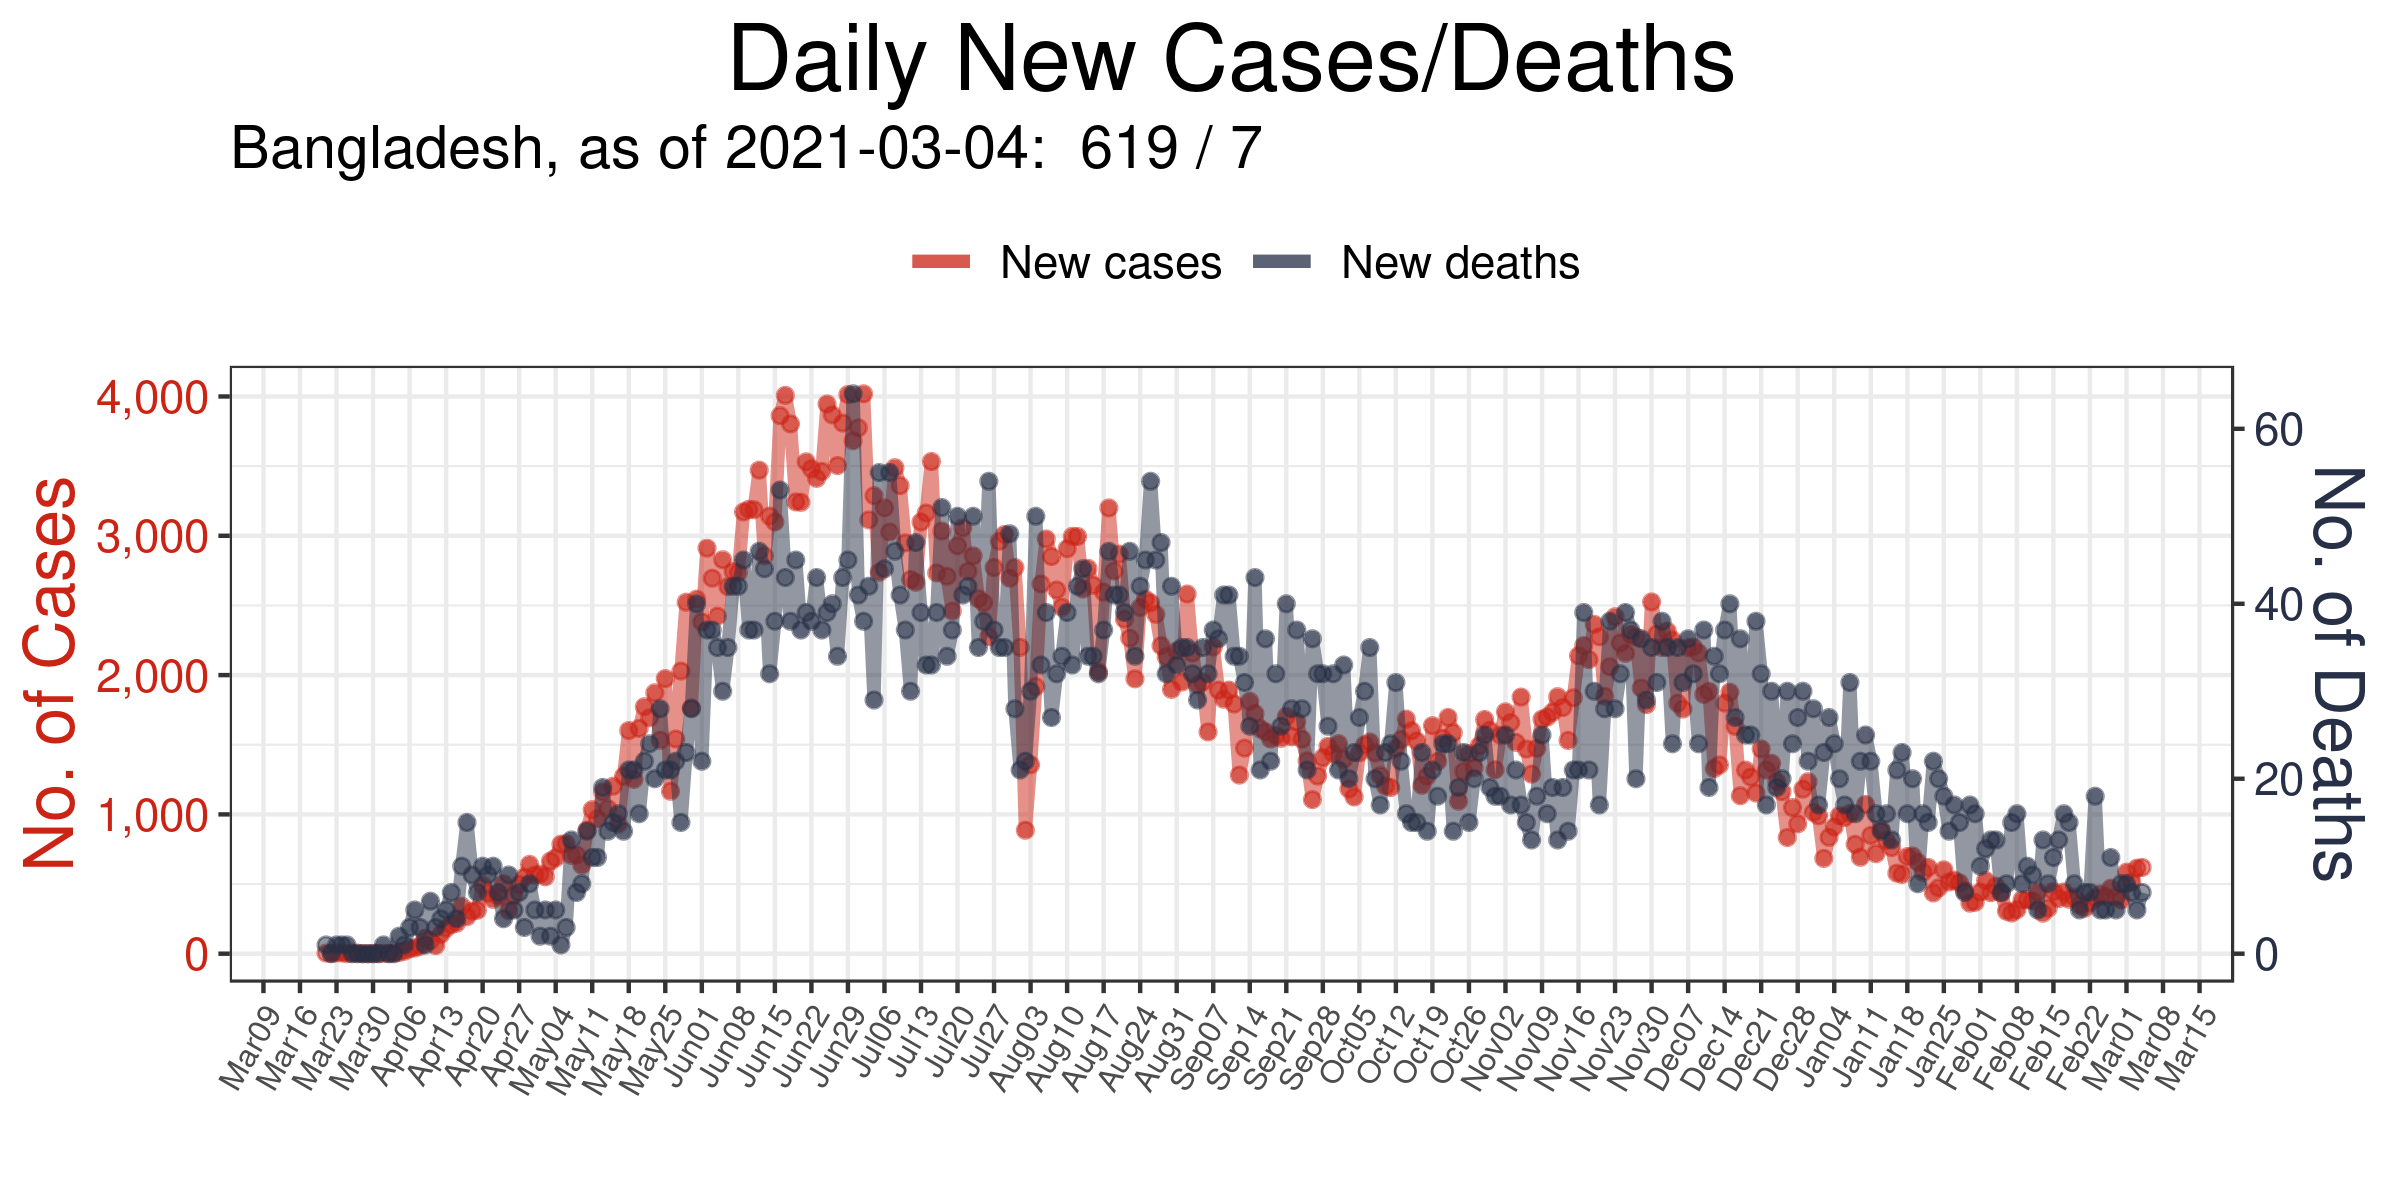 Daily New Cases/Deaths
Bangladesh, as of 2021-03-04:  619 / 7
New cases New deaths
No. of Cases
4,000
3,000
2,000
1,000
0
60
40
20
0
No. of Deaths
Mar09 Mar16 Mar23 Mar30 Apr06 Apr13 Apr20 Apr27 May04 May11 May18 May25 Jun01 Jun08 Jun15 Jun22 Jun29 Jul06 Jul13 Jul20 Jul27 Aug03 Aug10 Aug17 Aug24 Aug31 Sep07 Sep14 Sep21 Sep28 Oct05 Oct12 Oct19 Oct26 Nov02 Nov09 Nov16 Nov23 Nov30 Dec07 Dec14 Dec21 Dec28 Jan04 Jan11 Jan18 Jan25 Feb01 Feb08 Feb15 Feb22 Mar01 Mar08 Mar15